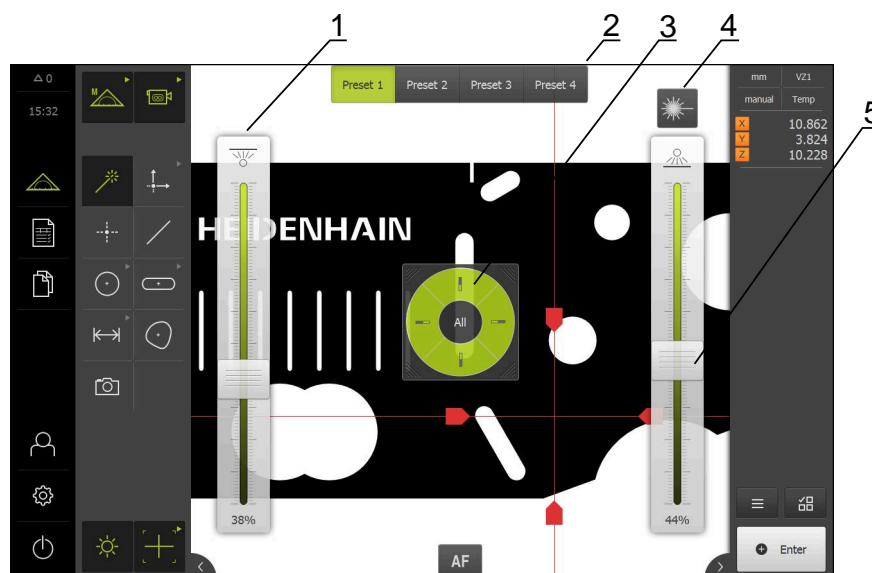 1
2
3
4
5
△ 0
15:32
M
Preset 1 Preset 2 Preset 3 Preset 4
mm VZ1
manual Temp
X 10.862
Y 3.824
Z 10.228
HEIDENHAIN
All
38%
44%
AF
Enter